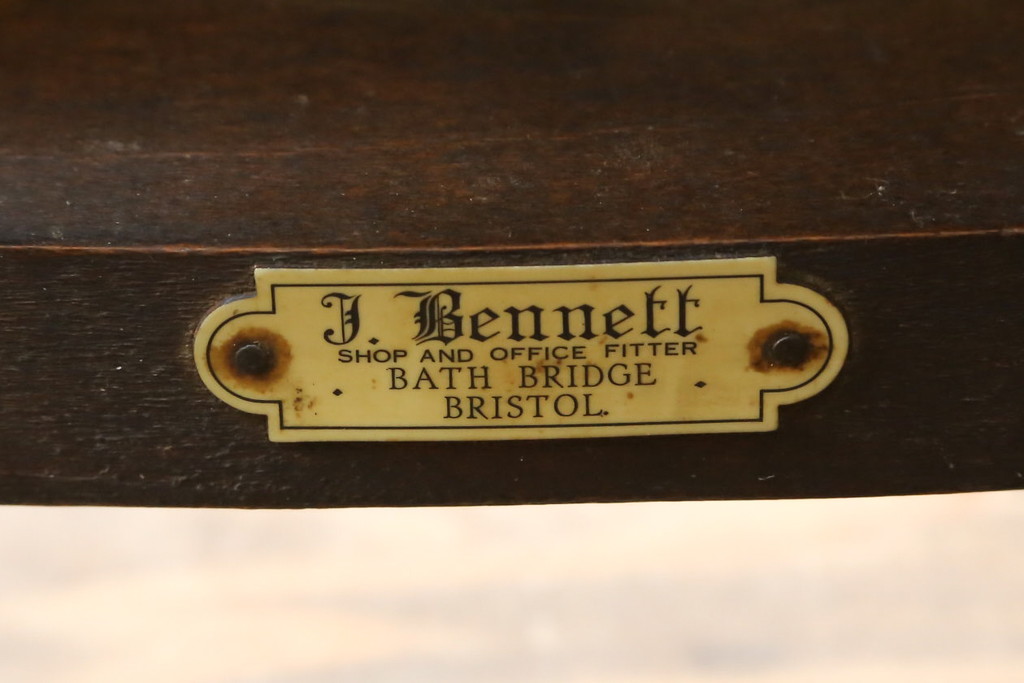 J. Bennett
SHOP AND OFFICE FITTER
BATH BRIDGE
BRISTOL.